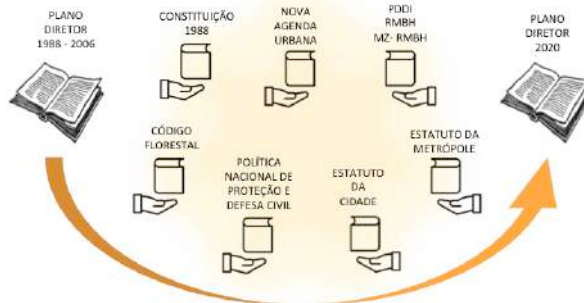 PLANO
DIRETOR
1988 - 2006
CONSTITUIÇÃO
1988
NOVA
AGENDA
URBANA
PDDI
RMBH
MZ- RMBH
PLANO
DIRETOR
2020
CÓDIGO
FLORESTAL
POLÍTICA
NACIONAL DE
PROTEÇÃO E
DEFESA CIVIL
ESTATUTO
DA
CIDADE
ESTATUTO DA
METRÓPOLE